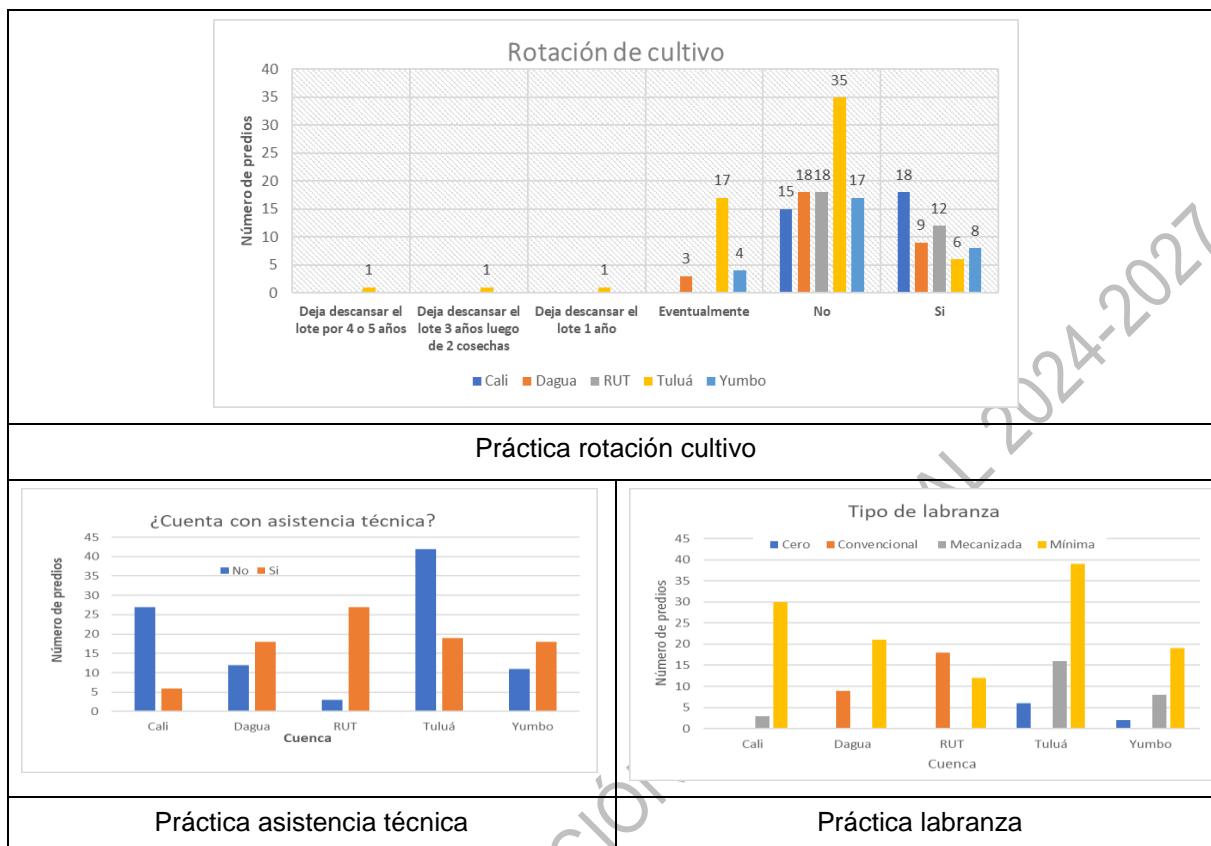 Rotación de cultivo
Número de predios
40
35
30
25
20
15
10
5
0
1
1
1
3
17
4
15
18
18
35
17
18
9
12
6
8
Deja descansar el lote por 4 o 5 años
Deja descansar el lote 3 años luego de 2 cosechas
Deja descansar el lote 1 año
Eventualmente
No
Si
Cali Dagua RUT Tuluá Yumbo
Práctica rotación cultivo
¿Cuenta con asistencia técnica?
Número de predios
45
40
35
30
25
20
15
10
5
0
No Si
Cali Dagua RUT Tuluá Yumbo
Cuenca
Práctica asistencia técnica
Tipo de labranza
Número de predios
45
40
35
30
25
20
15
10
5
0
Cero Convencional Mecanizada Mínima
Cali Dagua RUT Tuluá Yumbo
Cuenca
Práctica labranza
2024-2027